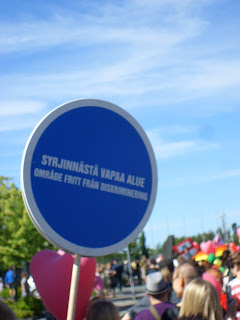 SYRJINNÄSTÄ VAPAA ALUE
OMRÅDE FRITT FRÅN DISKRIMINERING